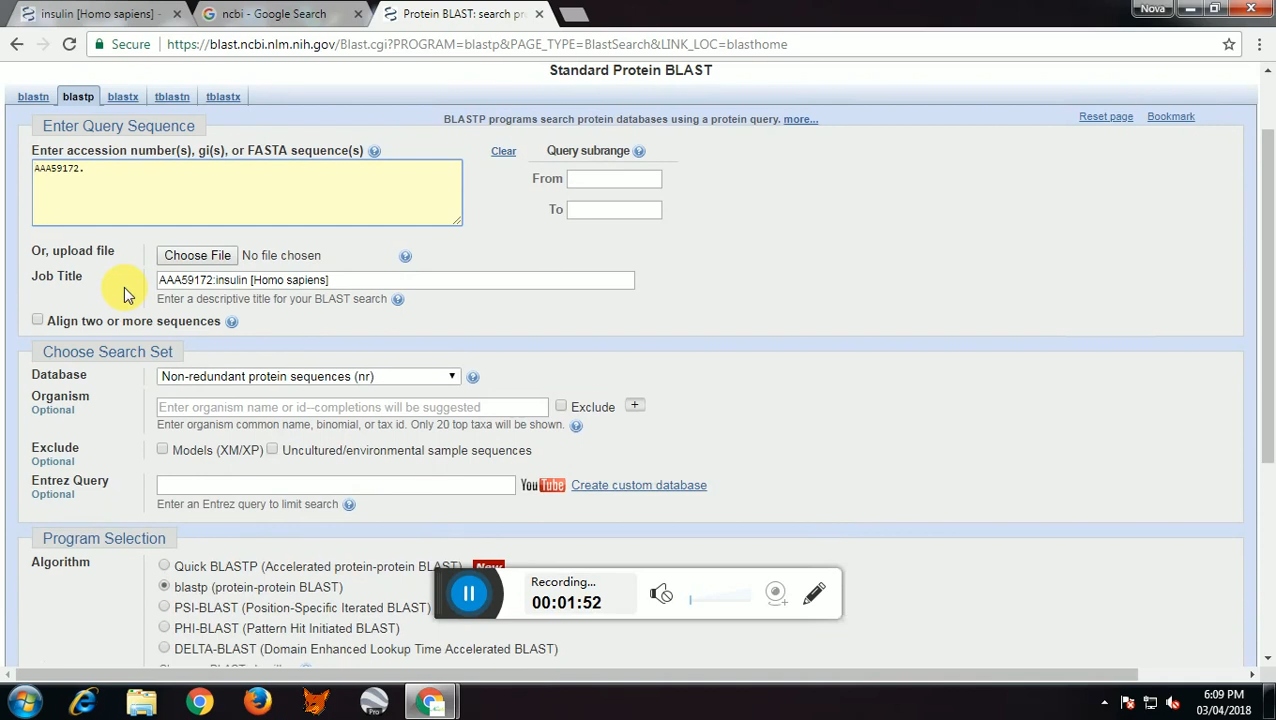 insulin [Homo sapiens] -
ncbi - Google Search
Protein BLAST: search pr
Nova
Secure
https://blast.ncbi.nlm.nih.gov/Blast.cgi?PROGRAM=blastp&PAGE_TYPE=BlastSearch&LINK_LOC=blasthome
Standard Protein BLAST
blastn blastp blastx tblastn tblastx
Enter Query Sequence
BLASTP programs search protein databases using a protein query. more...
Reset page Bookmark
Enter accession number(s), gi(s), or FASTA sequence(s)
Clear
Query subrange
AAA59172.
From
To
Or, upload file
Choose File No file chosen
Job Title
AAA59172:insulin [Homo sapiens]
Enter a descriptive title for your BLAST search
Align two or more sequences
Choose Search Set
Database
Non-redundant protein sequences (nr)
Organism
Optional
Enter organism name or id--completions will be suggested
Exclude
+
Enter organism common name, binomial, or tax id. Only 20 top taxa will be shown.
Exclude
Optional
Models (XM/XP)
Uncultured/environmental sample sequences
Entrez Query
Optional
YouTube
Create custom database
Enter an Entrez query to limit search
Program Selection
Algorithm
Quick BLASTP (Accelerated protein-protein BLAST)
New
blastp (protein-protein BLAST)
PSI-BLAST (Position-Specific Iterated BLAST)
PHI-BLAST (Pattern Hit Initiated BLAST)
DELTA-BLAST (Domain Enhanced Lookup Time Accelerated BLAST)
Recording...
00:01:52
Pro
6:09 PM
03/04/2018